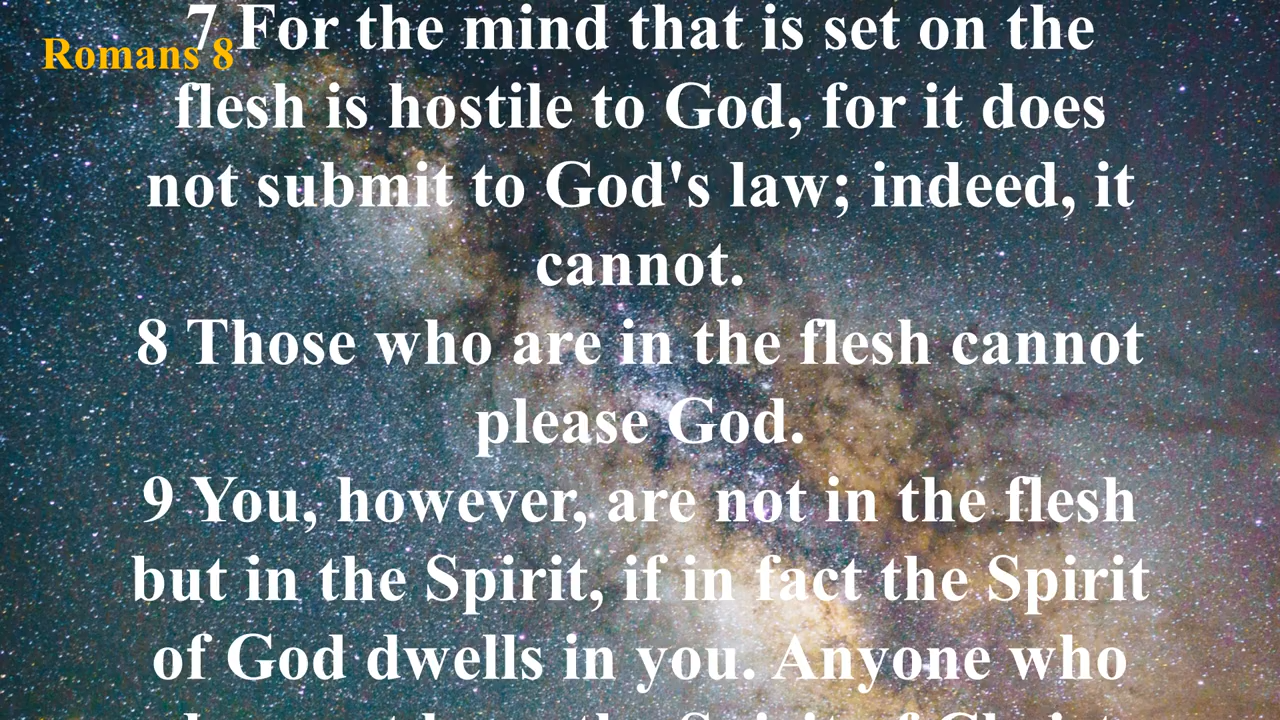 Romans 8
7 For the mind that is set on the
flesh is hostile to God, for it does
not submit to God's law; indeed, it
cannot.
8 Those who are in the flesh cannot
please God.
9 You, however, are not in the flesh
but in the Spirit, if in fact the Spirit
of God dwells in you. Anyone who